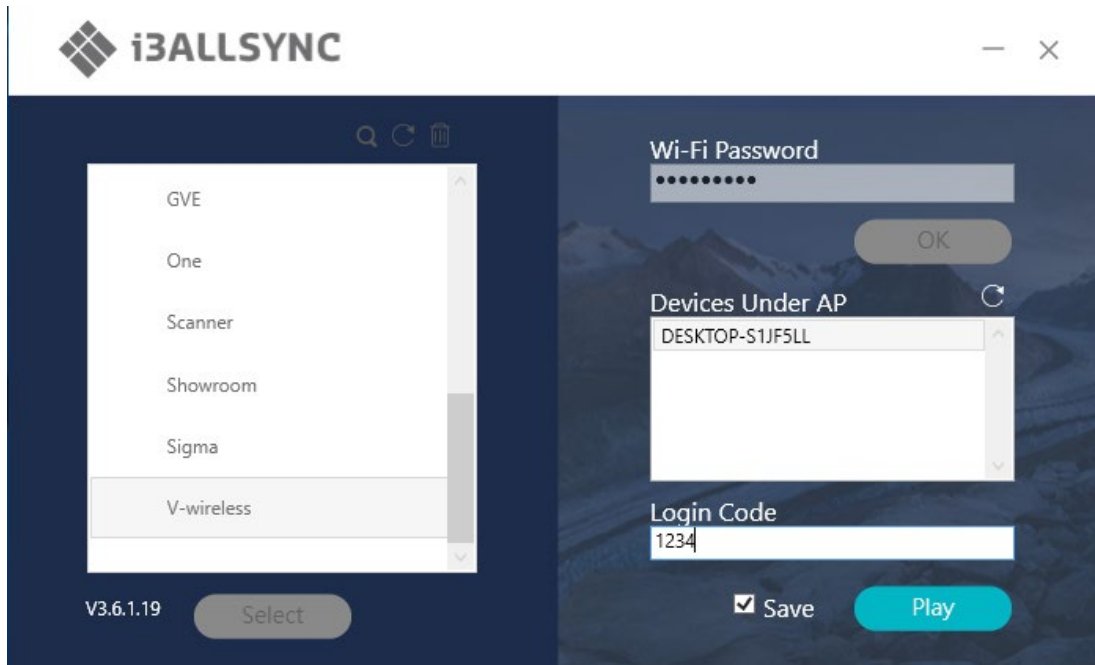 i3ALLSYNC
GVE
One
Scanner
Showroom
Sigma
V-wireless
V3.6.1.19
Select
Wi-Fi Password
•••••••••
OK
Devices Under AP
DESKTOP-S1JF5LL
Login Code
1234
Save
Play